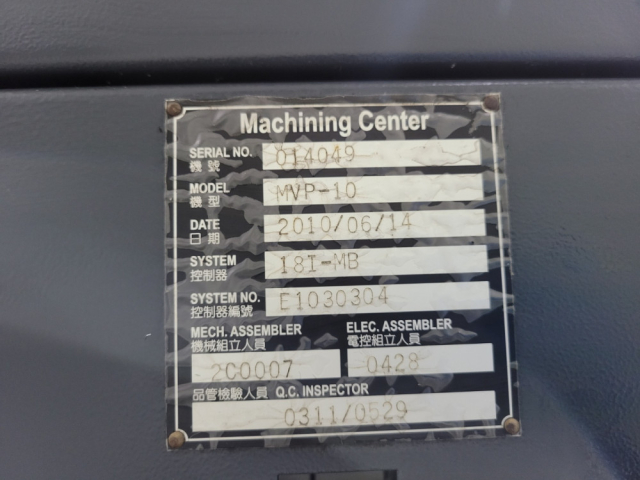 Machining Center
SERIAL NO. 014049
機號
MODEL MVP-10
機型
DATE 2010/06/14
日期
SYSTEM 18I-MB
控制器
SYSTEM NO. E1030304
控制器編號
MECH. ASSEMBLER ELEC. ASSEMBLER
機械組立人員 電控組立人員
2C0007 0428
品管檢驗人員 Q.C. INSPECTOR
0311/0529